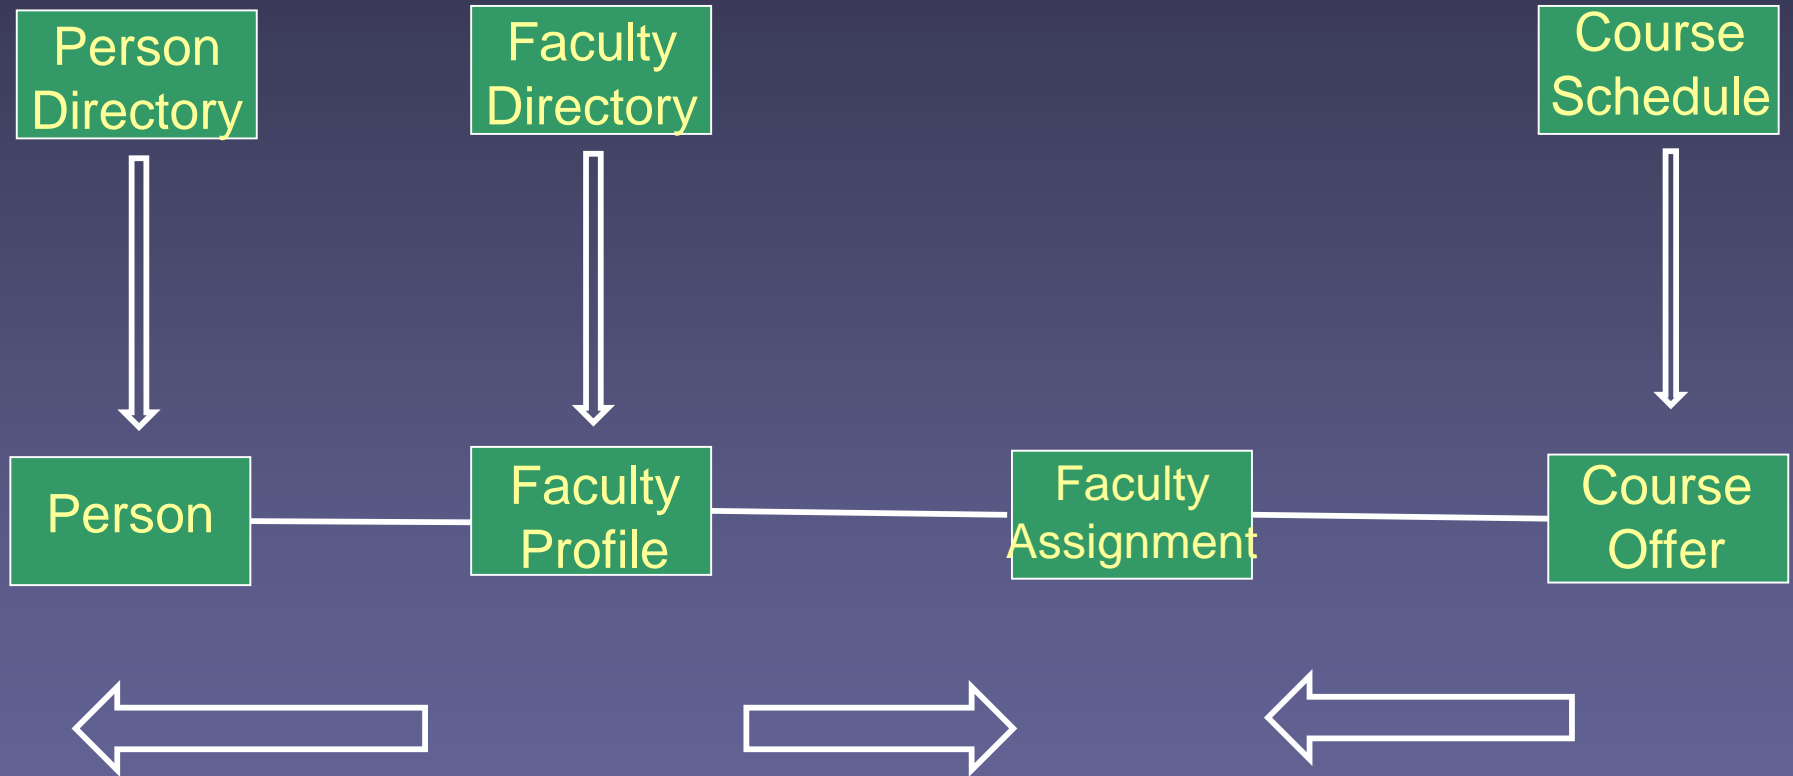 Person
Directory
Faculty
Directory
Course
Schedule
Person
Faculty
Profile
Faculty
Assignment
Course
Offer